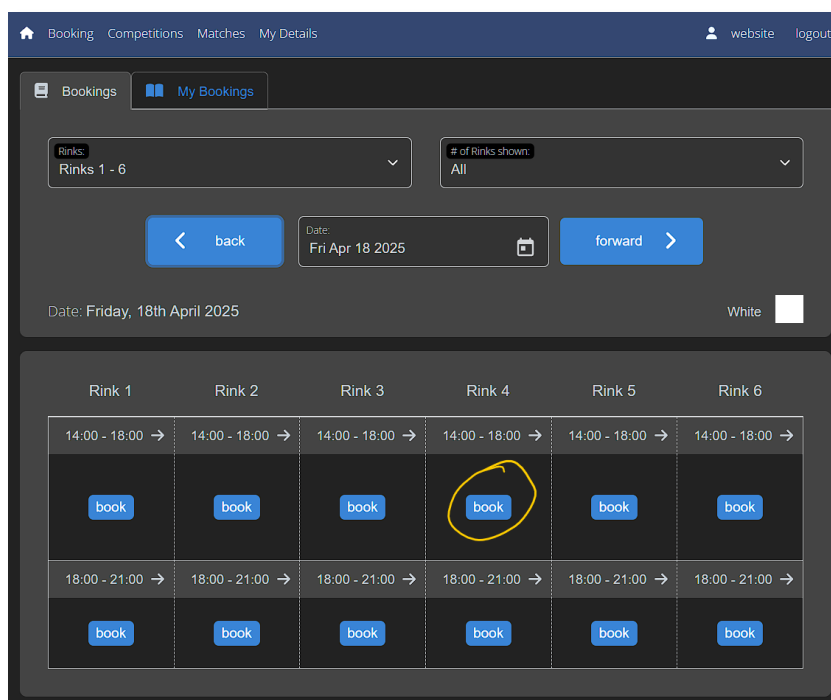 Booking Competitions Matches My Details website logout
Bookings My Bookings
Rinks: # of Rinks shown:
Rinks 1 - 6 All
back Date: Fri Apr 18 2025 forward
Date: Friday, 18th April 2025 White
Rink 1 Rink 2 Rink 3 Rink 4 Rink 5 Rink 6
14:00 - 18:00 14:00 - 18:00 14:00 - 18:00 14:00 - 18:00 14:00 - 18:00 14:00 - 18:00
book book book book book book
18:00 - 21:00 18:00 - 21:00 18:00 - 21:00 18:00 - 21:00 18:00 - 21:00 18:00 - 21:00
book book book book book book